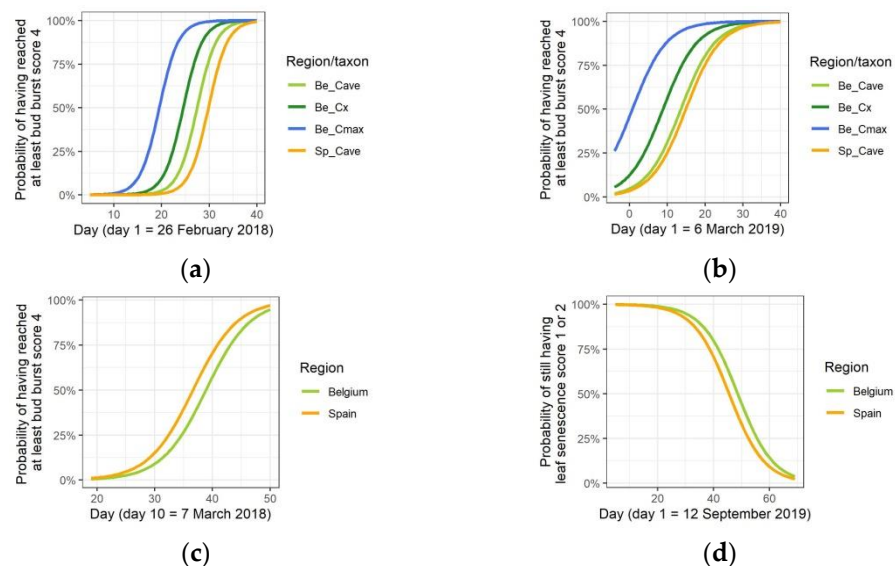 Probability of having reached
at least bud burst score 4
100%
75%
50%
25%
0%
10
20
30
40
Day (day 1 = 26 February 2018)
Region/taxon
Be_Cave
Be_Cx
Be_Cmax
Sp_Cave
(a)
Probability of having reached
at least bud burst score 4
100%
75%
50%
25%
0%
0
10
20
30
40
Day (day 1 = 6 March 2019)
Region/taxon
Be_Cave
Be_Cx
Be_Cmax
Sp_Cave
(b)
Probability of having reached
at least bud burst score 4
100%
75%
50%
25%
0%
20
30
40
50
Day (day 10 = 7 March 2018)
Region
Belgium
Spain
(c)
Probability of still having
leaf senescence score 1 or 2
100%
75%
50%
25%
0%
20
40
60
Day (day 1 = 12 September 2019)
Region
Belgium
Spain
(d)